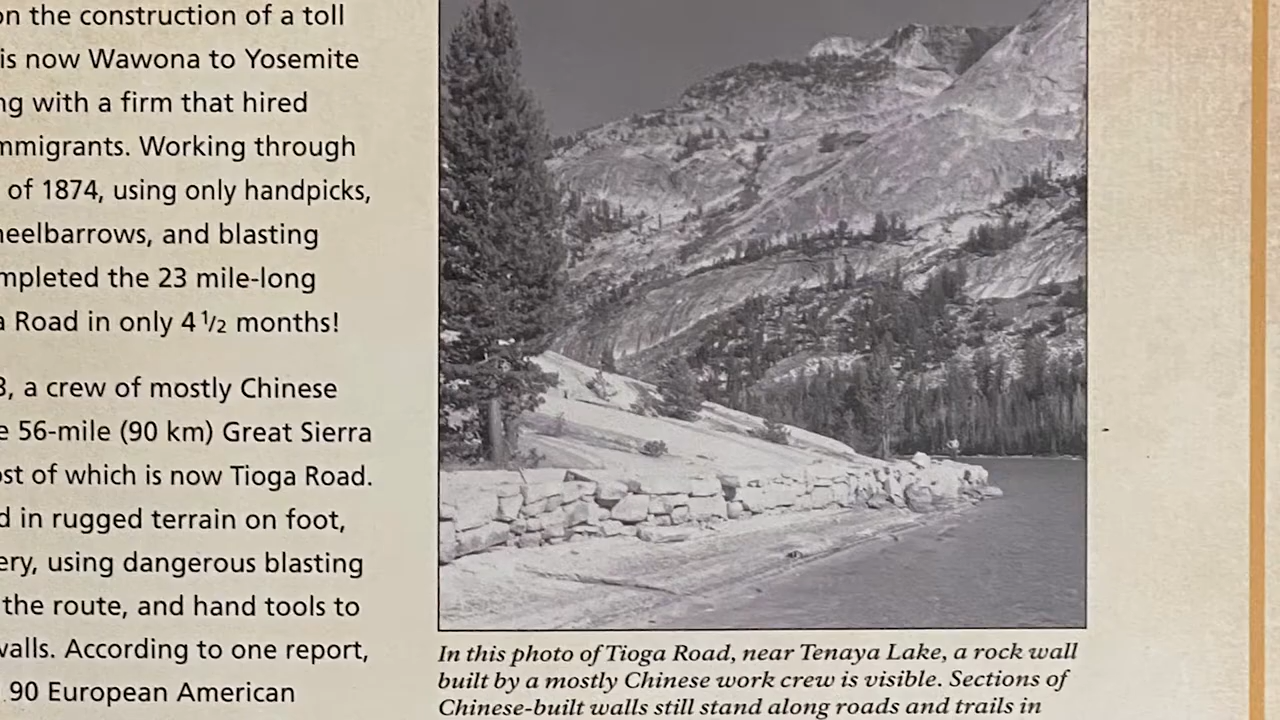 on the construction of a toll
is now Wawona to Yosemite
ng with a firm that hired
mmigrants. Working through
of 1874, using only handpicks,
heelbarrows, and blasting
mpleted the 23 mile-long
a Road in only 4 1/2 months!
3, a crew of mostly Chinese
e 56-mile (90 km) Great Sierra
ost of which is now Tioga Road.
d in rugged terrain on foot,
ery, using dangerous blasting
the route, and hand tools to
walls. According to one report,
90 European American
In this photo of Tioga Road, near Tenaya Lake, a rock wall
built by a mostly Chinese work crew is visible. Sections of
Chinese-built walls still stand along roads and trails in